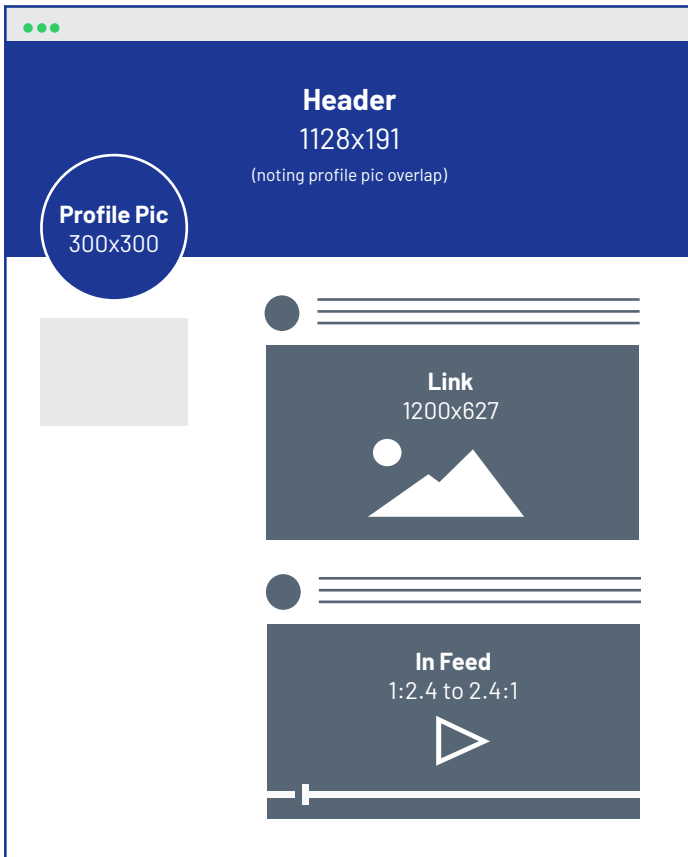 Header
1128x191
(noting profile pic overlap)
Profile Pic
300x300
Link
1200x627
In Feed
1:2.4 to 2.4:1